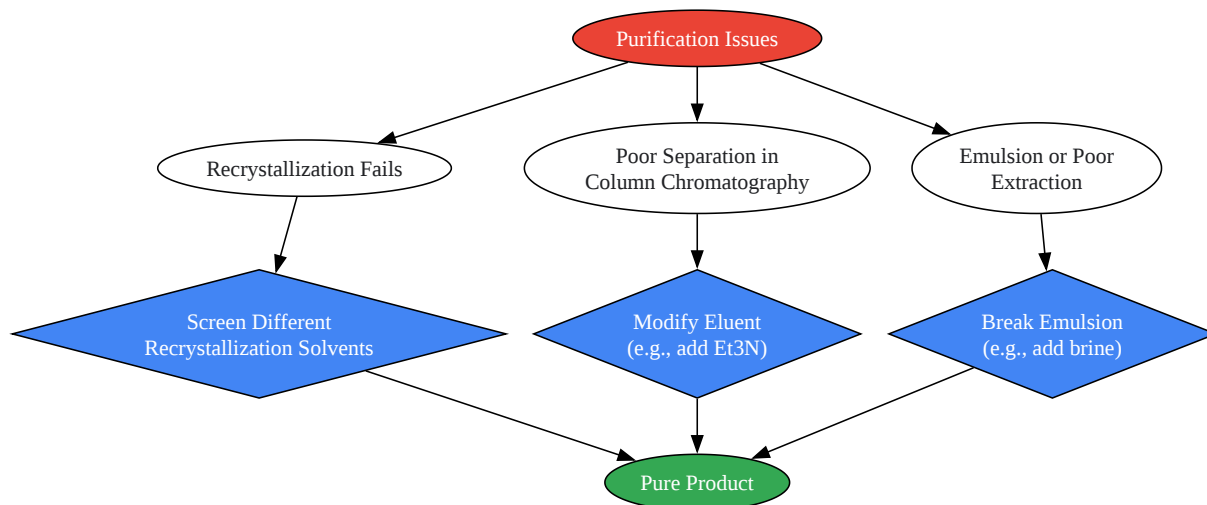 Purification Issues
Recrystallization Fails
Poor Separation in
Column Chromatography
Emulsion or Poor
Extraction
Screen Different
Recrystallization Solvents
Modify Eluent
(e.g., add Et3N)
Break Emulsion
(e.g., add brine)
Pure Product